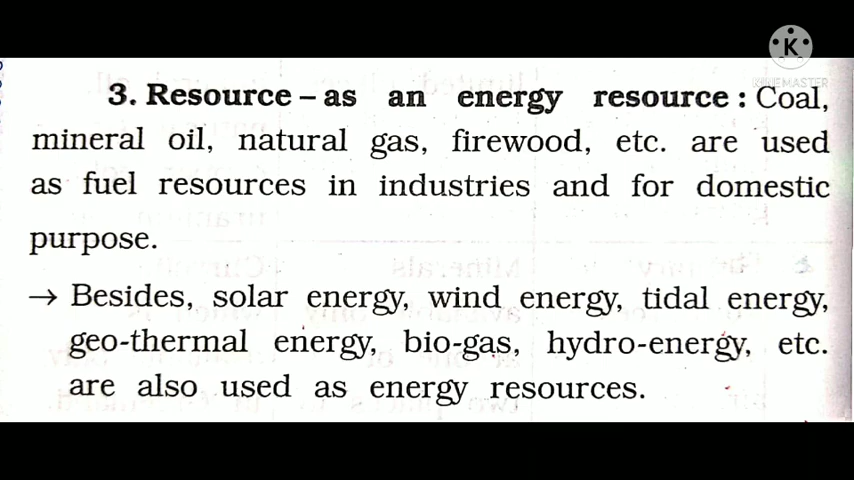 K
KINEMASTER
3. Resource – as an energy resource : Coal,
mineral oil, natural gas, firewood, etc. are used
as fuel resources in industries and for domestic
purpose.
→ Besides, solar energy, wind energy, tidal energy,
geo-thermal energy, bio-gas, hydro-energy, etc.
are also used as energy resources.